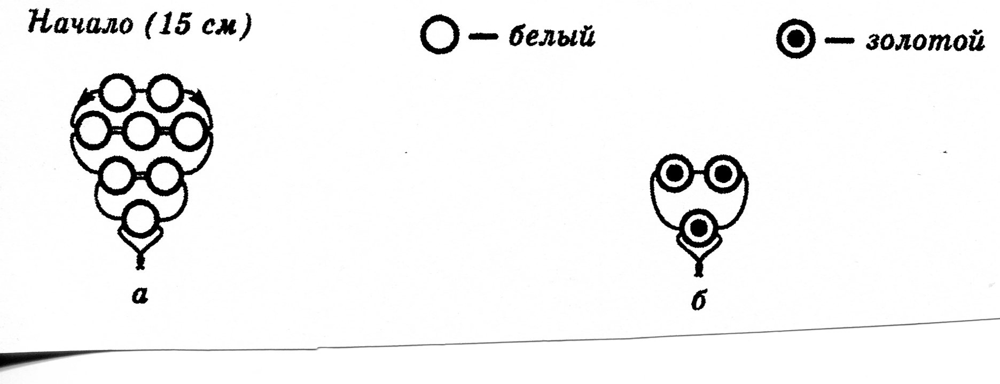 Начало (15 см)
— белый
— золотой
а
б